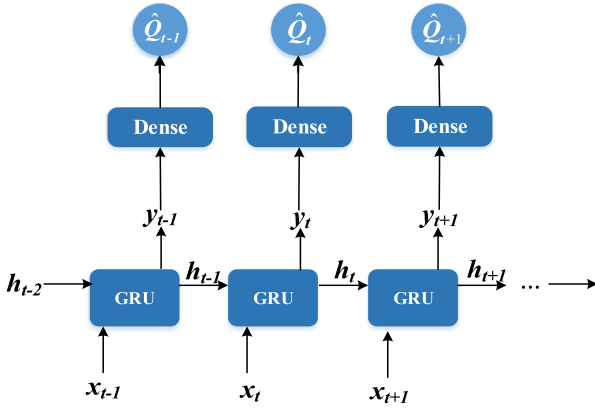 Q̂t-1 Q̂t Q̂t+1
Dense Dense Dense
yt-1 yt yt+1
ht-1 ht ht+1
ht-2 GRU GRU GRU ...
xt-1 xt xt+1